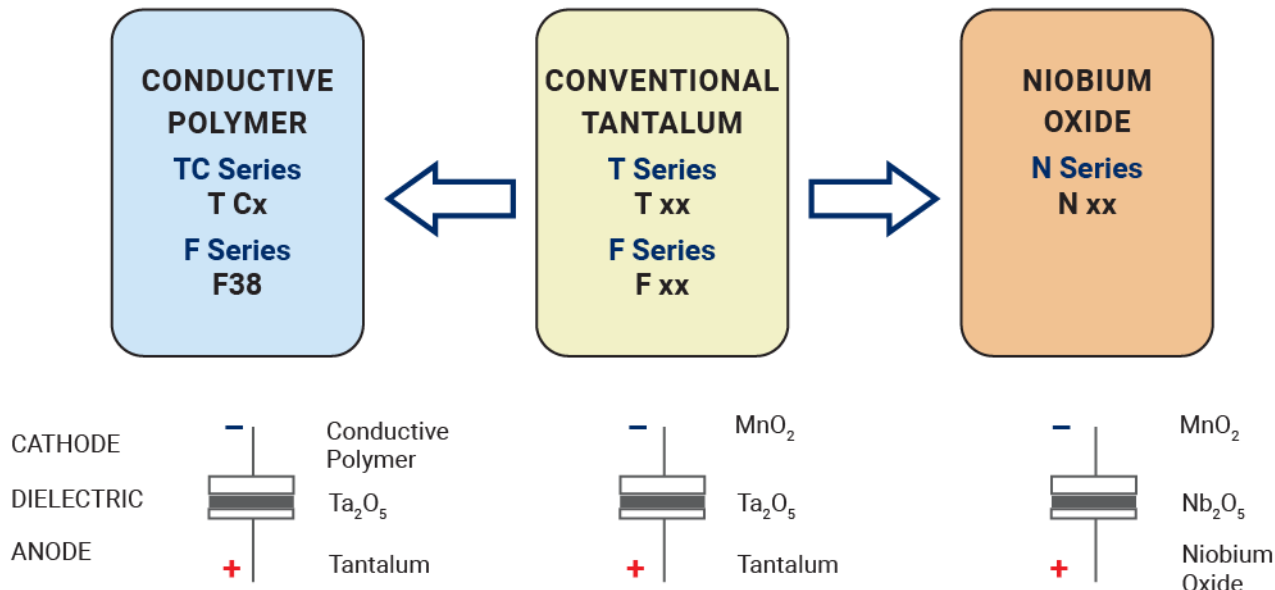 CONDUCTIVE
POLYMER
TC Series
T Cx
F Series
F38
CONVENTIONAL
TANTALUM
T Series
T xx
F Series
F xx
NIOBIUM
OXIDE
N Series
N xx
CATHODE
− Conductive
Polymer
− MnO₂
− MnO₂
DIELECTRIC
Ta₂O₅
Ta₂O₅
Nb₂O₅
ANODE
+ Tantalum
+ Tantalum
+ Niobium
Oxide